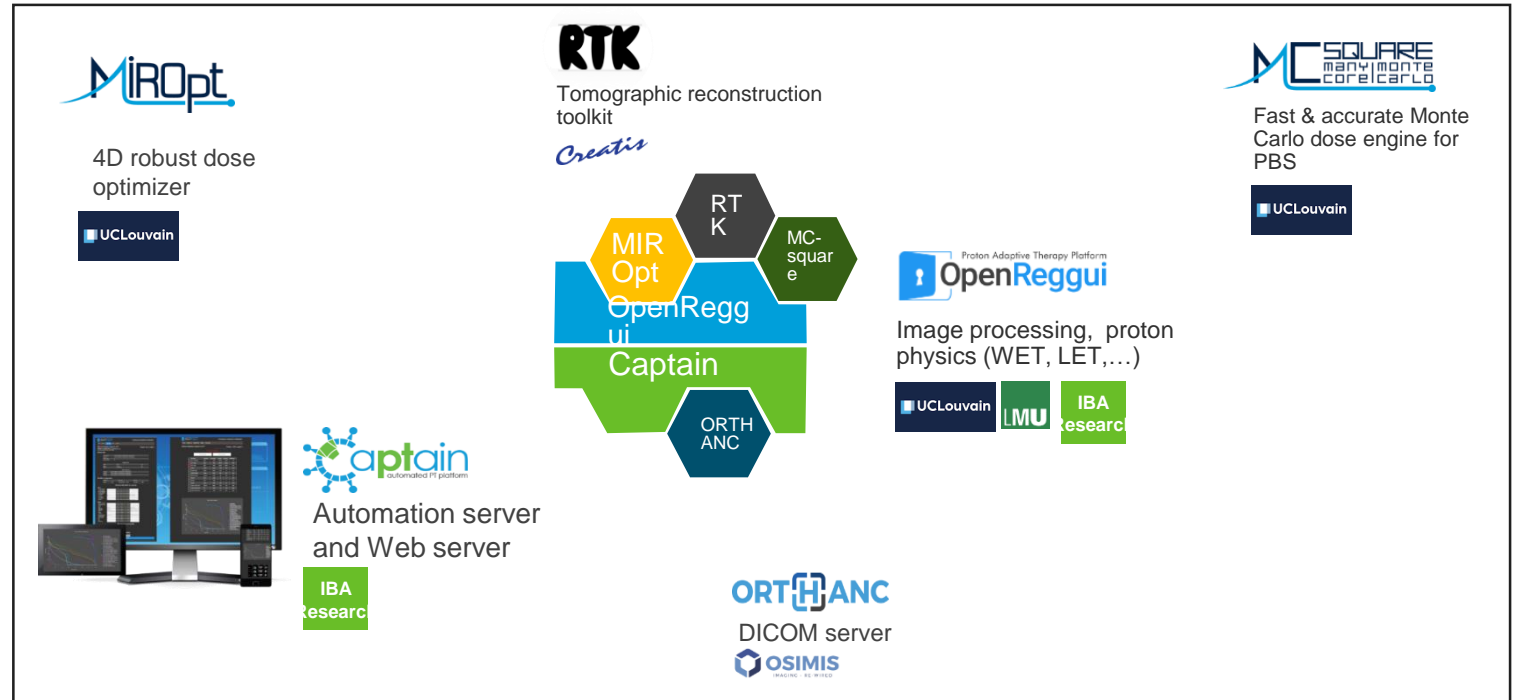 MIROpt
4D robust dose
optimizer
UCLouvain
RTK
Tomographic reconstruction
toolkit
Creatis
MC SQUARE
many monte
core carlo
Fast & accurate Monte
Carlo dose engine for
PBS
UCLouvain
RT
K
MIR
Opt
MC-
squar
e
OpenRegg
ui
Captain
ORTH
ANC
Proton Adaptive Therapy Platform
OpenReggui
Image processing, proton
physics (WET, LET,...)
UCLouvain
LMU
IBA
Research
Captain
automated PT platform
Automation server
and Web server
IBA
Research
ORTHANC
DICOM server
OSIMIS
IMAGING · RE-WIRED